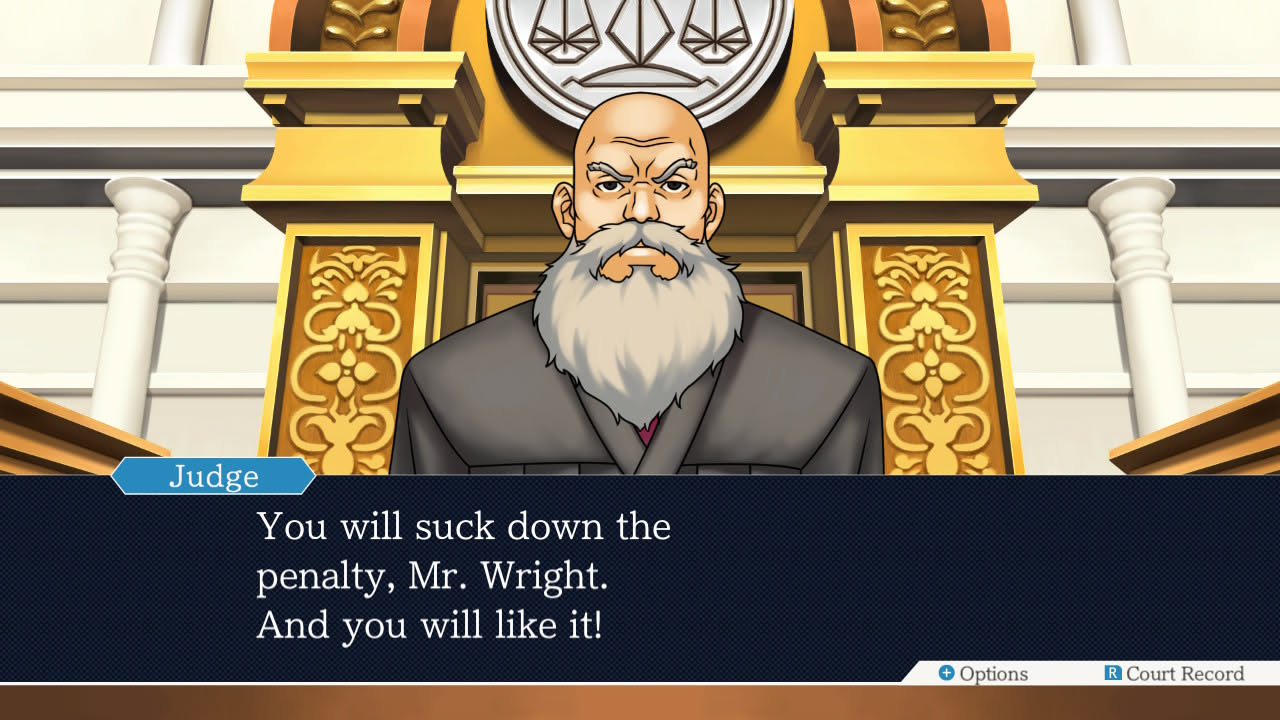 Judge
You will suck down the
penalty, Mr. Wright.
And you will like it!
+ Options
R Court Record